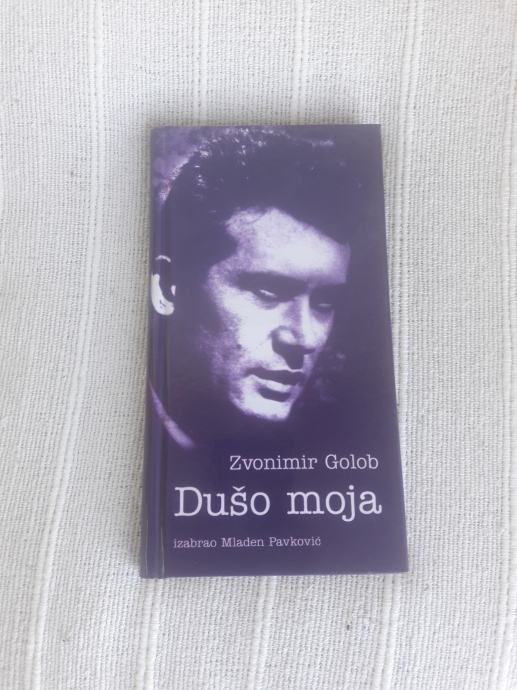 Zvonimir Golob
Dušo moja
izabrao Mladen Pavković